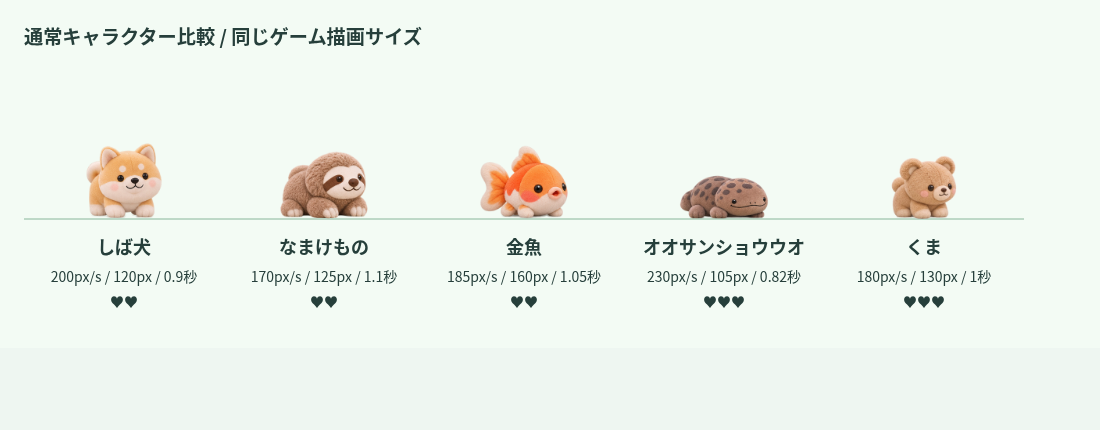 通常キャラクター比較 / 同じゲーム描画サイズ
しば犬
200px/s / 120px / 0.9秒
♥♥
なまけもの
170px/s / 125px / 1.1秒
♥♥
金魚
185px/s / 160px / 1.05秒
♥♥
オオサンショウウオ
230px/s / 105px / 0.82秒
♥♥♥
くま
180px/s / 130px / 1秒
♥♥♥